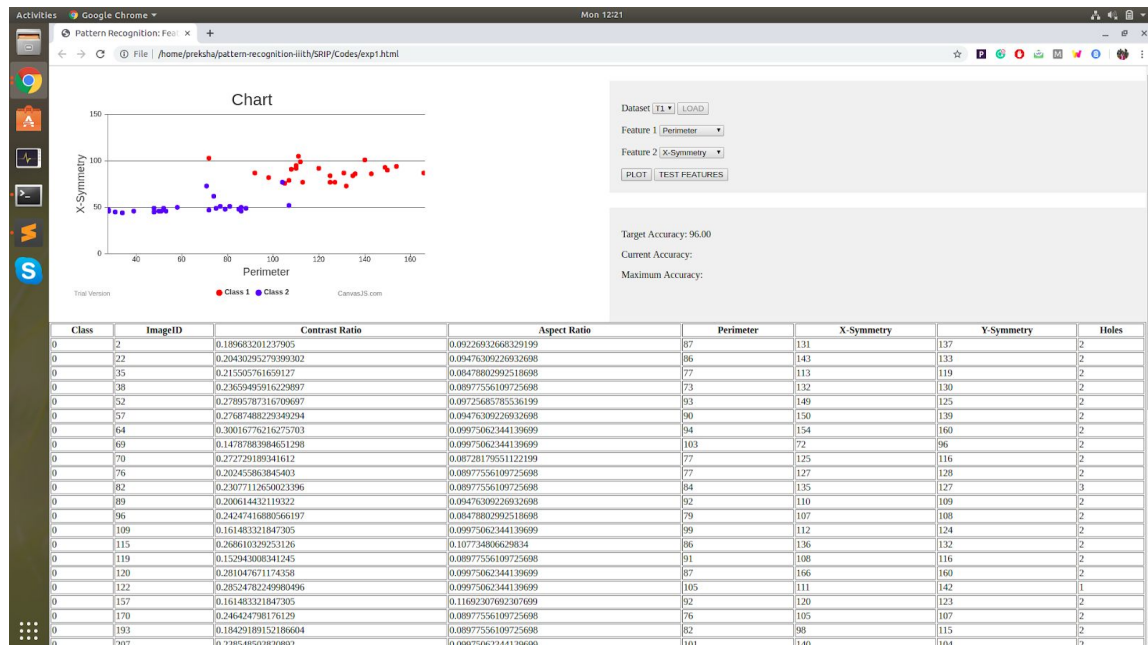 Activities Google Chrome Mon 12:21
Pattern Recognition: Feat
File /home/preksha/pattern-recognition-iiith/SRIP/Codes/exp1.html
Chart
X-Symmetry
150
100
50
0
40 60 80 100 120 140 160
Perimeter
Class 1 Class 2
Trial Version CanvasJS.com
Dataset T1 LOAD
Feature 1 Perimeter
Feature 2 X-Symmetry
PLOT TEST FEATURES
Target Accuracy: 96.00
Current Accuracy:
Maximum Accuracy:
Class ImageID Contrast Ratio Aspect Ratio Perimeter X-Symmetry Y-Symmetry Holes
0 2 0.189683201237905 0.09226932668329199 87 131 137 2
0 22 0.20430295279399302 0.09476309226932698 86 143 133 2
0 35 0.215505761659127 0.08478802992518698 77 113 119 2
0 38 0.23659495916229897 0.08977556109725698 73 132 130 2
0 52 0.27895787316709697 0.09725685785536199 93 149 125 2
0 57 0.27687488229349294 0.09476309226932698 90 150 139 2
0 64 0.30016776216275703 0.09975062344139699 94 154 160 2
0 69 0.14787883984651298 0.09975062344139699 103 72 96 2
0 70 0.272729189341612 0.08728179551122199 77 125 116 2
0 76 0.202455863845403 0.08977556109725698 77 127 128 2
0 82 0.23077112650023396 0.08977556109725698 84 135 127 3
0 89 0.200614432119322 0.09476309226932698 92 110 109 2
0 96 0.24247416880566197 0.08478802992518698 79 107 108 2
0 109 0.161483321847305 0.09975062344139699 99 112 124 2
0 115 0.268610329253126 0.107734806629834 86 136 132 2
0 119 0.152943008341245 0.08977556109725698 91 108 116 2
0 120 0.281047671174358 0.09975062344139699 87 166 160 2
0 122 0.28524782249980496 0.09975062344139699 105 111 142 1
0 157 0.161483321847305 0.11692307692307699 92 120 123 2
0 170 0.246424798176129 0.08977556109725698 76 105 107 2
0 193 0.18429189152186604 0.08977556109725698 82 98 115 2
0 207 0.09975062344139699 101 140 104 2